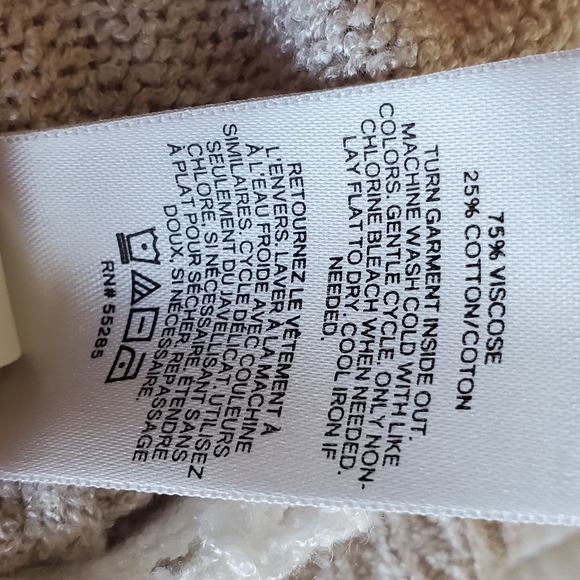 75% VISCOSE
25% COTTON/COTON
TURN GARMENT INSIDE OUT.
MACHINE WASH COLD WITH LIKE
COLORS. GENTLE CYCLE. ONLY NON-
CHLORINE BLEACH WHEN NEEDED.
LAY FLAT TO DRY. COOL IRON IF
NEEDED.
RETOURNEZ LE VÊTEMENT À
L'ENVERS. LAVER À LA MACHINE
À L'EAU FROIDE AVEC COULEURS
SIMILAIRES. CYCLE DÉLICAT. UTILISEZ
SEULEMENT DU JAVELLISANT SANS
CHLORE, SI NÉCESSAIRE. ÉTENDRE
À PLAT POUR SÉCHER. REPASSAGE
DOUX, SI NÉCESSAIRE.
RN# 55285